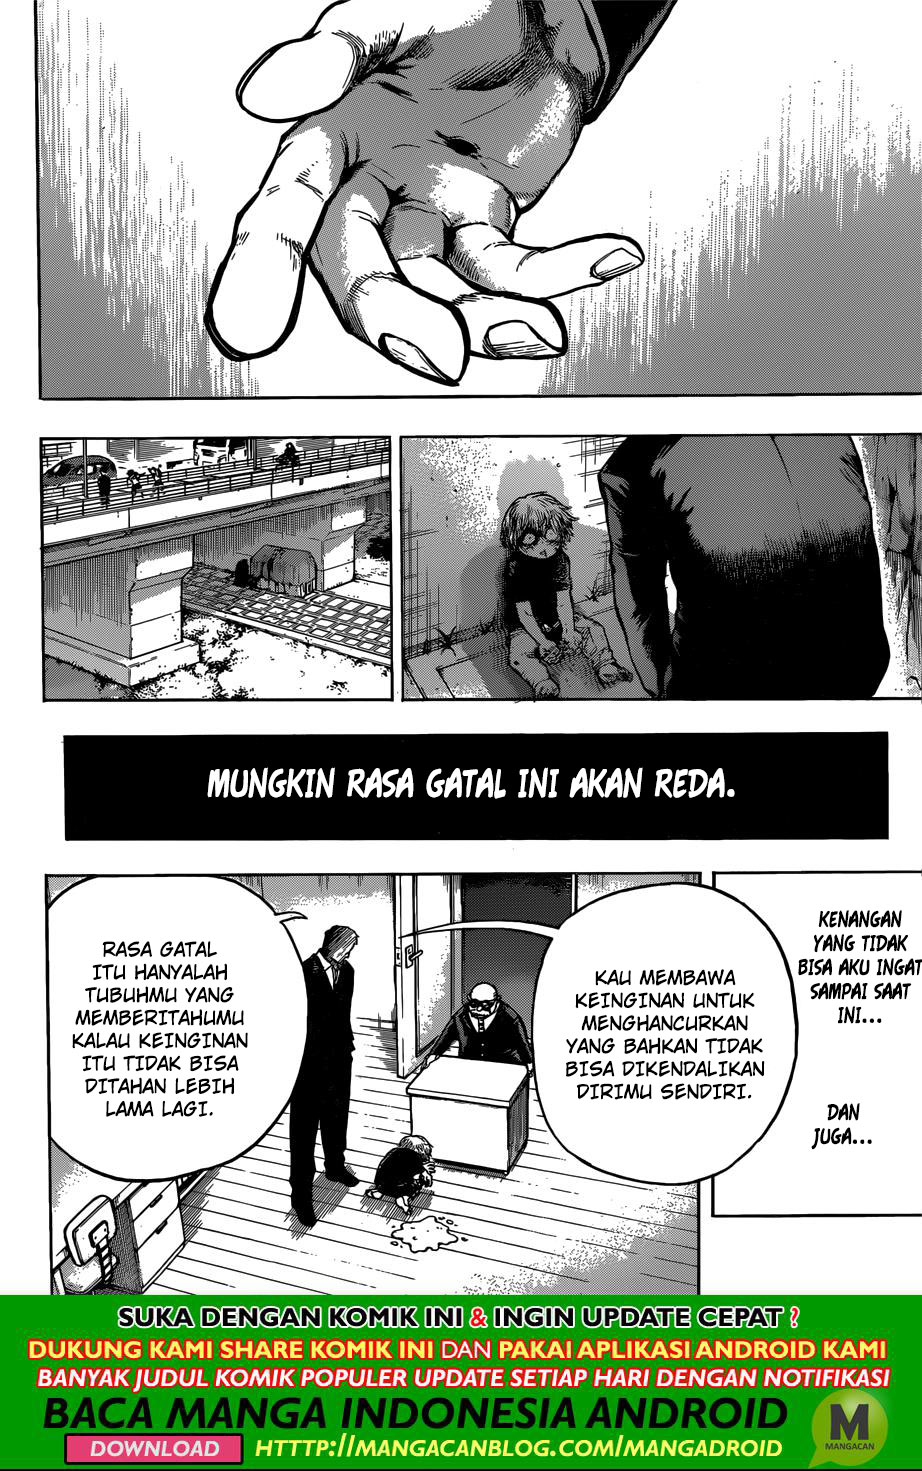 MUNGKIN RASA GATAL INI AKAN REDA.
KENANGAN
YANG TIDAK
BISA AKU INGAT
SAMPAI SAAT
INI...
DAN
JUGA...
KAU MEMBAWA
KEINGINAN UNTUK
MENGHANCURKAN
YANG BAHKAN TIDAK
BISA DIKENDALIKAN
DIRIMU SENDIRI.
RASA GATAL
ITU HANYALAH
TUBUHMU YANG
MEMBERITAHUMU
KALAU KEINGINAN
ITU TIDAK BISA
DITAHAN LEBIH
LAMA LAGI.
SUKA DENGAN KOMIK INI & INGIN UPDATE CEPAT ?
DUKUNG KAMI SHARE KOMIK INI DAN PAKAI APLIKASI ANDROID KAMI
BANYAK JUDUL KOMIK POPULER UPDATE SETIAP HARI DENGAN NOTIFIKASI
BACA MANGA INDONESIA ANDROID
DOWNLOAD HTTTP://MANGACANBLOG.COM/MANGADROID
M
MANGACAN